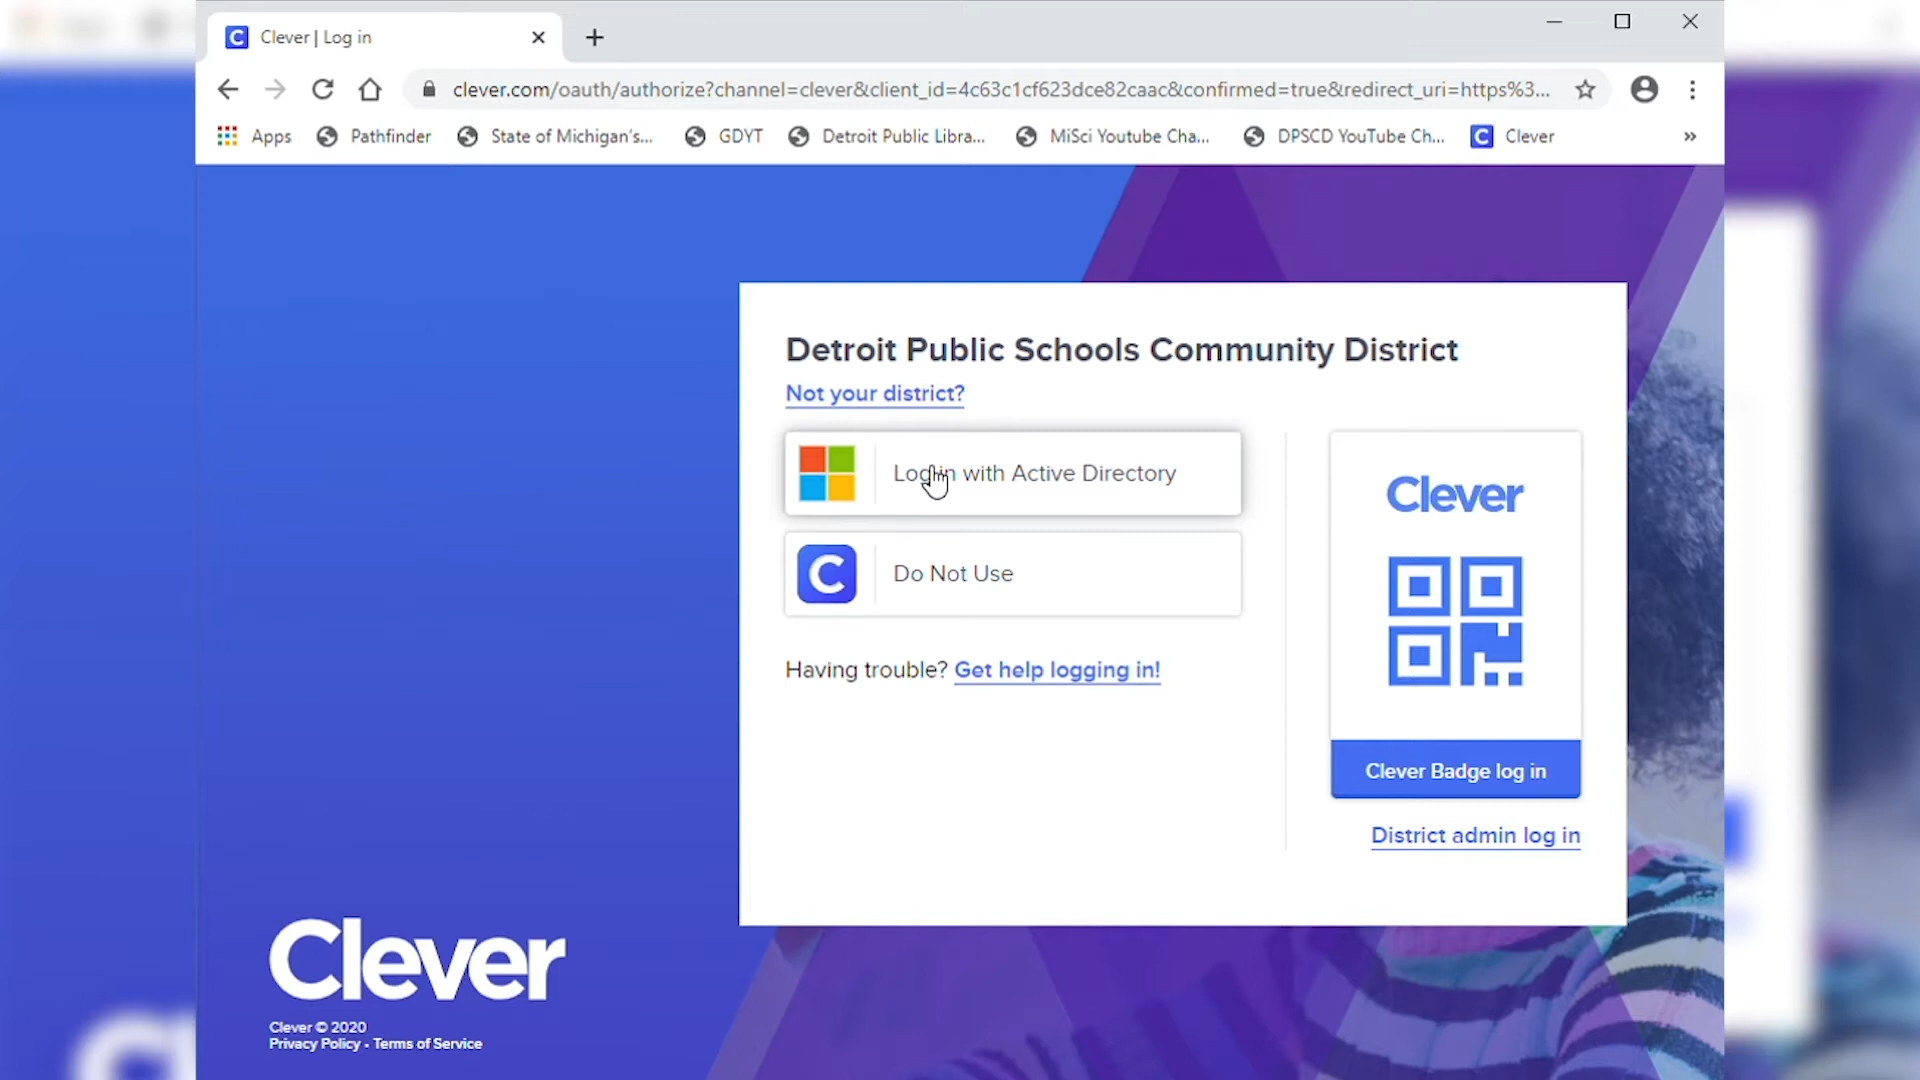 Clever | Log in
clever.com/oauth/authorize?channel=clever&client_id=4c63c1cf623dce82caac&confirmed=true&redirect_uri=https%3...
Apps Pathfinder State of Michigan's... GDYT Detroit Public Libra... MiSci Youtube Cha... DPSCD YouTube Ch... Clever »
Detroit Public Schools Community District
Not your district?
Log in with Active Directory
Do Not Use
Having trouble? Get help logging in!
Clever
Clever Badge log in
District admin log in
Clever
Clever © 2020
Privacy Policy • Terms of Service